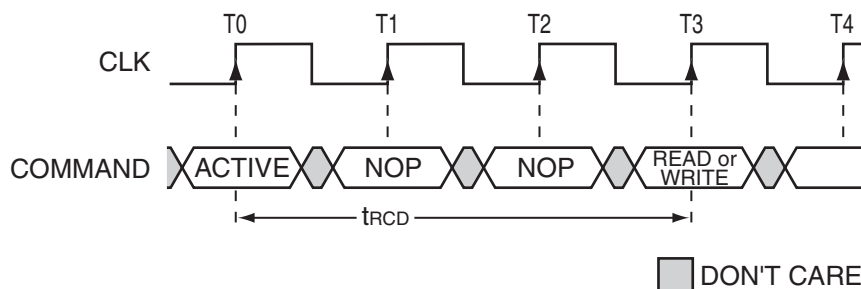 T0 T1 T2 T3 T4
CLK
COMMAND ACTIVE NOP NOP READ or
WRITE
tRCD
DON'T CARE